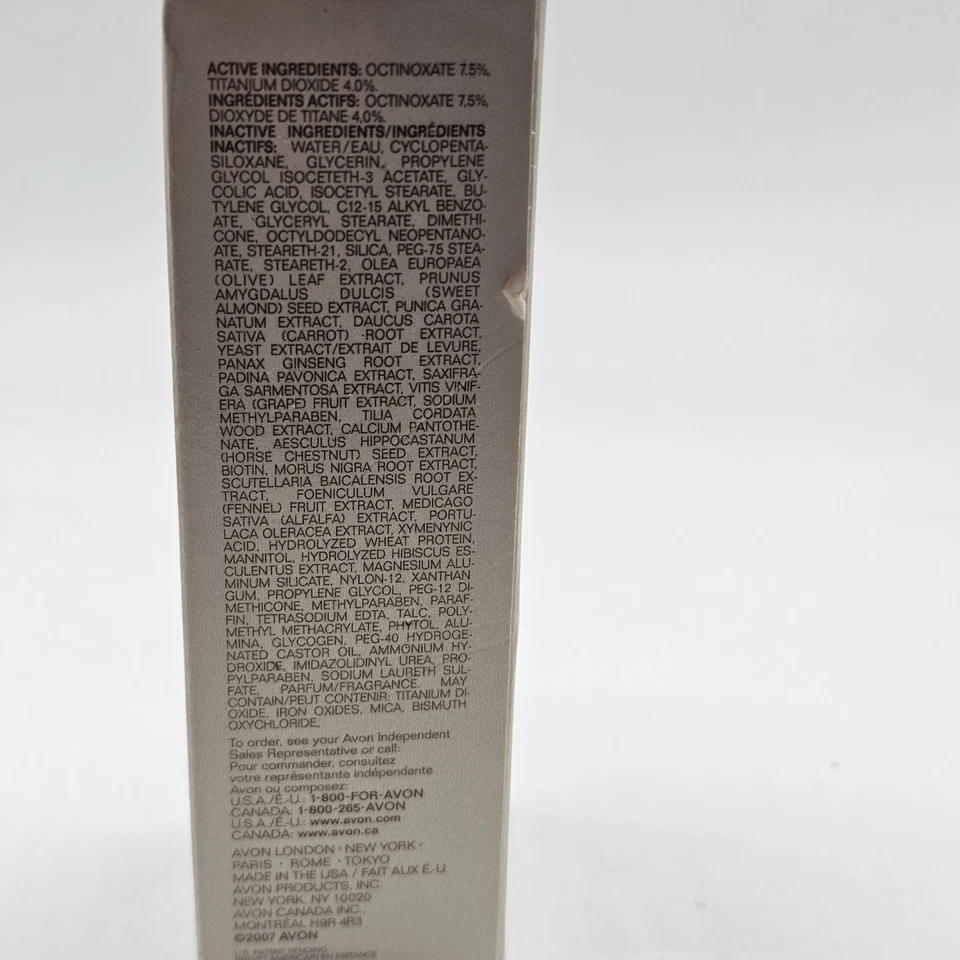 ACTIVE INGREDIENTS: OCTINOXATE 7.5%,
TITANIUM DIOXIDE 4.0%.
INGRÉDIENTS ACTIFS: OCTINOXATE 7,5%,
DIOXYDE DE TITANE 4,0%.
INACTIVE INGREDIENTS/INGRÉDIENTS
INACTIFS: WATER/EAU, CYCLOPENTA-
SILOXANE, GLYCERIN, PROPYLENE
GLYCOL ISOCETETH-3 ACETATE, GLY-
COLIC ACID, ISOCETYL STEARATE, BU-
TYLENE GLYCOL, C12-15 ALKYL BENZO-
ATE, GLYCERYL STEARATE, DIMETHI-
CONE, OCTYLDODECYL NEOPENTANO-
ATE, STEARETH-21, SILICA, PEG-75 STEA-
RATE, STEARETH-2, OLEA EUROPAEA
(OLIVE) LEAF EXTRACT, PRUNUS
AMYGDALUS DULCIS (SWEET
ALMOND) SEED EXTRACT, PUNICA GRA-
NATUM EXTRACT, DAUCUS CAROTA
SATIVA (CARROT) ROOT EXTRACT,
YEAST EXTRACT/EXTRAIT DE LEVURE,
PANAX GINSENG ROOT EXTRACT,
PADINA PAVONICA EXTRACT, SAXIFRA-
GA SARMENTOSA EXTRACT, VITIS VINIF-
ERA (GRAPE) FRUIT EXTRACT, SODIUM
METHYLPARABEN, TILIA CORDATA
WOOD EXTRACT, CALCIUM PANTOTHE-
NATE, AESCULUS HIPPOCASTANUM
(HORSE CHESTNUT) SEED EXTRACT,
BIOTIN, MORUS NIGRA ROOT EXTRACT,
SCUTELLARIA BAICALENSIS ROOT EX-
TRACT, FOENICULUM VULGARE
(FENNEL) FRUIT EXTRACT, MEDICAGO
SATIVA (ALFALFA) EXTRACT, PORTU-
LACA OLERACEA EXTRACT, XYMENYNIC
ACID, HYDROLYZED WHEAT PROTEIN,
MANNITOL, HYDROLYZED HIBISCUS ES-
CULENTUS EXTRACT, MAGNESIUM ALU-
MINUM SILICATE, NYLON-12, XANTHAN
GUM, PROPYLENE GLYCOL, PEG-12 DI-
METHICONE, METHYLPARABEN, PARAF-
FIN, TETRASODIUM EDTA, TALC, POLY-
METHYL METHACRYLATE, PHYTOL, ALU-
MINA, GLYCOGEN, PEG-40 HYDROGE-
NATED CASTOR OIL, AMMONIUM HY-
DROXIDE, IMIDAZOLIDINYL UREA, PRO-
PYLPARABEN, SODIUM LAURETH SUL-
FATE, PARFUM/FRAGRANCE. MAY
CONTAIN/PEUT CONTENIR: TITANIUM DI-
OXIDE, IRON OXIDES, MICA, BISMUTH
OXYCHLORIDE.
To order, see your Avon Independent
Sales Representative or call:
Pour commander, consultez
votre représentante indépendante
Avon ou composez:
U.S.A./É.-U.: 1-800-FOR-AVON
CANADA: 1-800-265-AVON
U.S.A./É.-U.: www.avon.com
CANADA: www.avon.ca
AVON LONDON · NEW YORK ·
PARIS · ROME · TOKYO
MADE IN THE USA / FAIT AUX É.-U.
AVON PRODUCTS, INC.
NEW YORK, NY 10020
AVON CANADA INC.,
MONTRÉAL H9R 4R3
©2007 AVON
U.S. PATENT PENDING
BREVET AMÉRICAIN EN INSTANCE